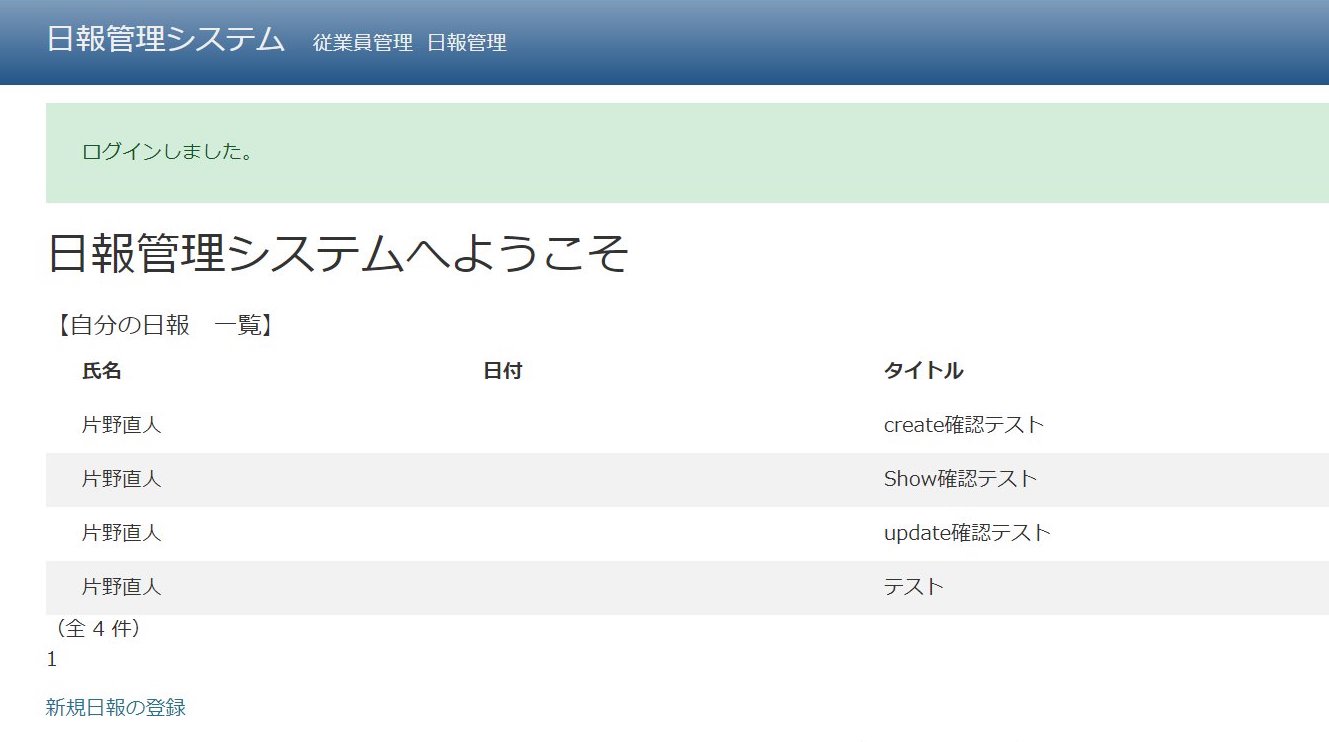 日報管理システム 従業員管理 日報管理
ログインしました。
日報管理システムへようこそ
【自分の日報　一覧】
氏名 日付 タイトル
片野直人 create確認テスト
片野直人 Show確認テスト
片野直人 update確認テスト
片野直人 テスト
（全 4 件）
1
新規日報の登録